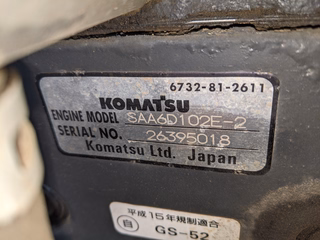 6732-81-2611
KOMATSU
ENGINE MODEL SAA6D102E-2
SERIAL NO. 26395018
Komatsu Ltd. Japan
平成15年規制適合
自 GS-52